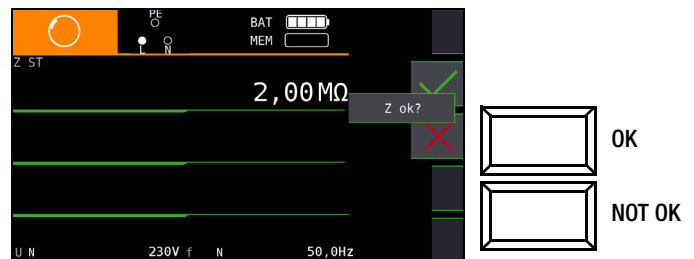 PE
BAT
L N
MEM
Z ST
2,00 MΩ
Z ok?
OK
NOT OK
U N 230V f N 50,0Hz